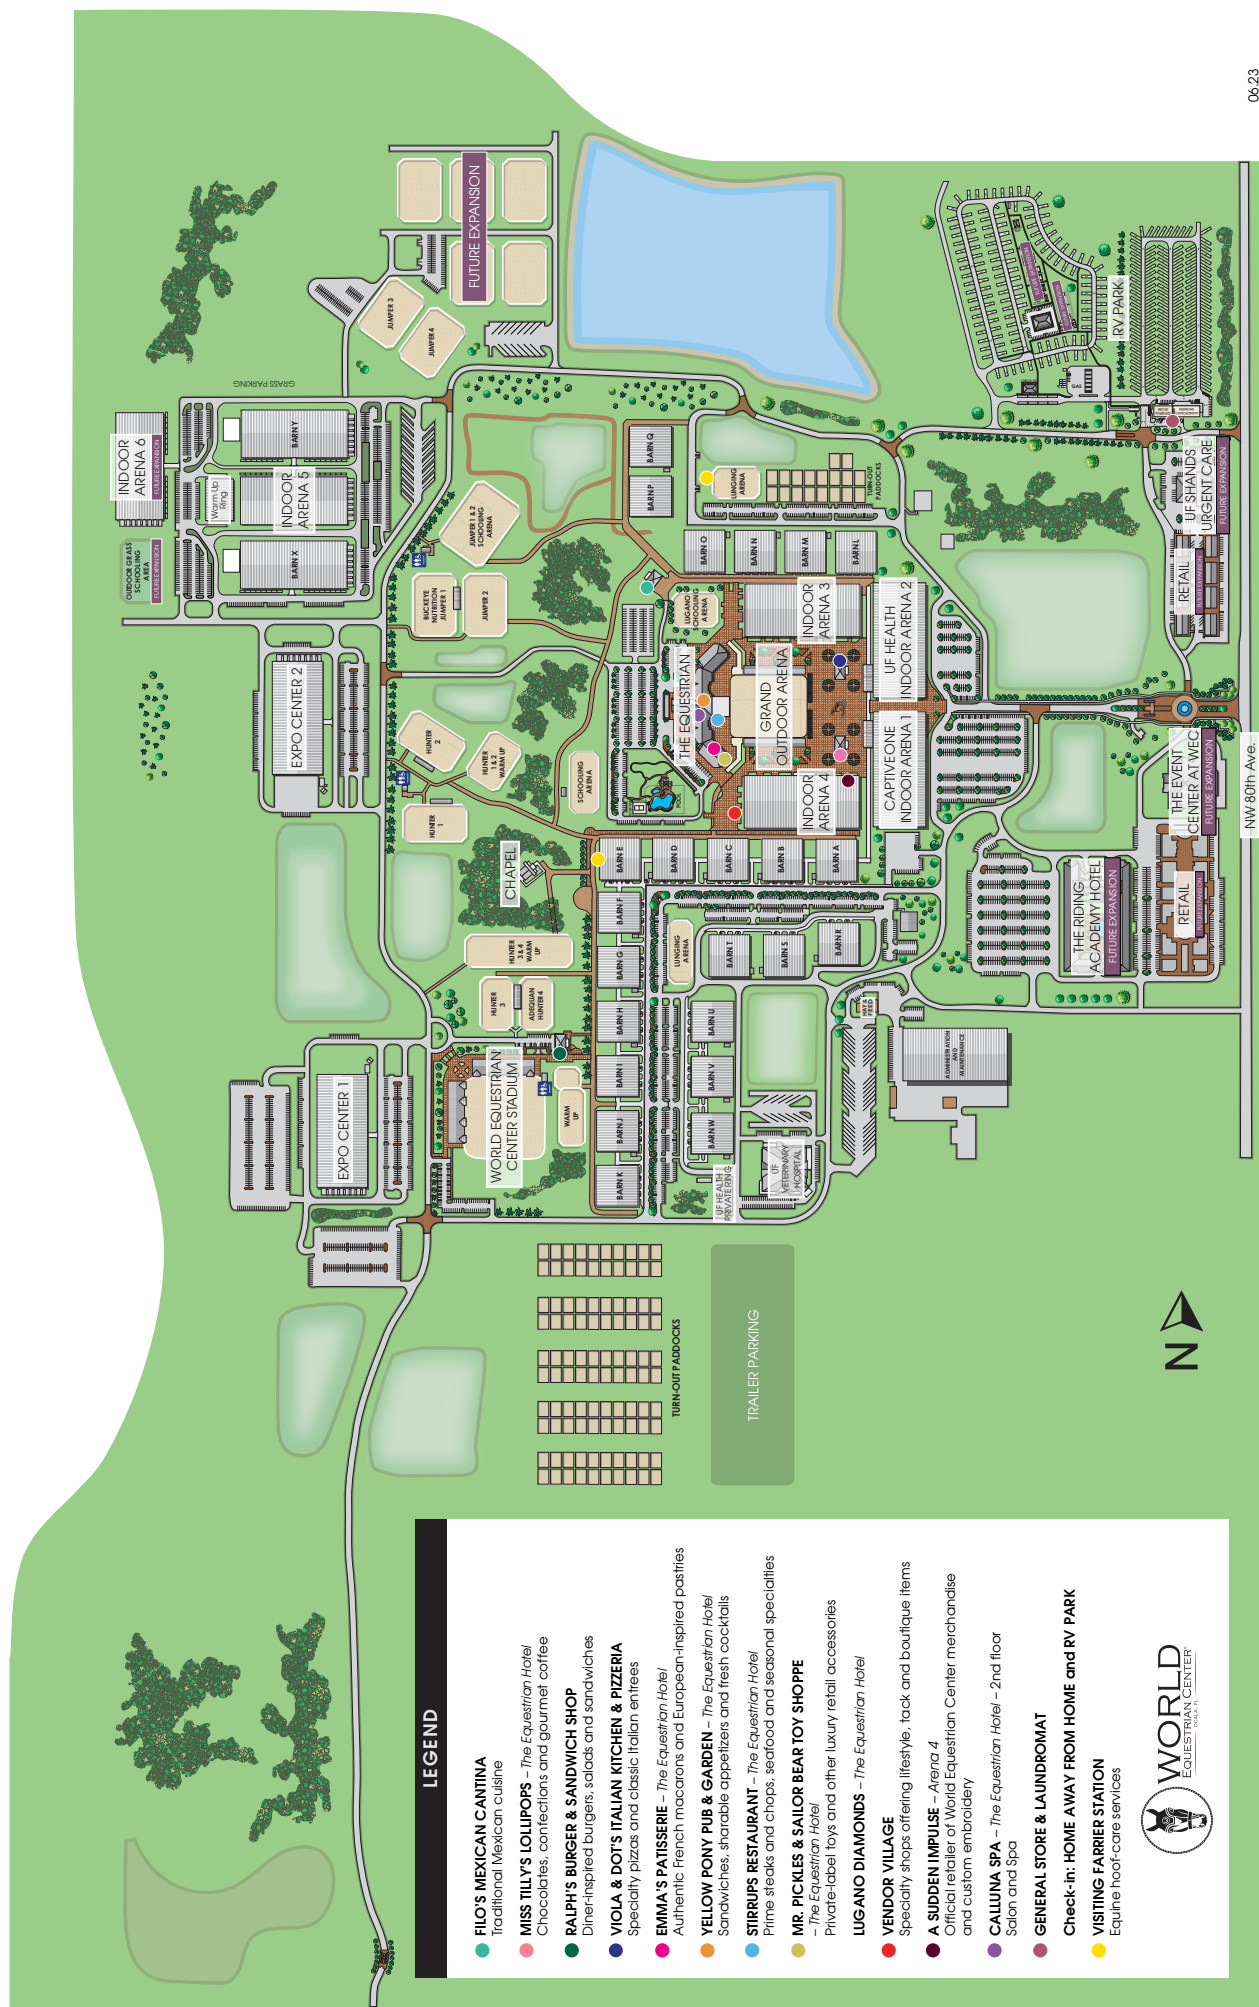 06.23
FUTURE EXPANSION
JUMPER 3
JUMPER 4
GRASS PARKING
INDOOR
ARENA 6
FUTURE EXPANSION
Warm Up
Ring
BARN Y
INDOOR
ARENA 5
BARN X
OUTDOOR GRASS
SCHOOLING
AREA
FUTURE EXPANSION
JUMPER 1 & 2
SCHOOLING
ARENA
BUCKEYE
NUTRITION
JUMPER 1
JUMPER 2
BARN Q
BARN P
LUNGING
ARENA
TURN-OUT
PADDOCKS
BARN O
BARN N
BARN M
BARN L
RV PARK
GAS
UF SHANDS
URGENT CARE
FUTURE EXPANSION
RETAIL
FUTURE EXPANSION
EXPO CENTER 2
HUNTER
2
HUNTER
1 & 2
WARM UP
HUNTER
1
SCHOOLING
ARENA
LUGANO
SCHOOLING
ARENA
THE EQUESTRIAN
POOL
GRAND
OUTDOOR ARENA
INDOOR
ARENA 3
INDOOR
ARENA 4
UF HEALTH
INDOOR ARENA 2
CAPTIVEONE
INDOOR ARENA 1
THE EVENT
CENTER AT WEC
FUTURE EXPANSION
NW 80th Ave.
CHAPEL
BARN E
BARN D
BARN C
BARN B
BARN A
BARN F
BARN G
BARN H
BARN I
BARN J
BARN K
LUNGING
ARENA
BARN T
BARN S
BARN R
BARN U
BARN V
BARN W
THE RIDING
ACADEMY HOTEL
FUTURE EXPANSION
RETAIL
FUTURE EXPANSION
HUNTER
3 & 4
WARM
UP
HUNTER
3
ADEQUAN
HUNTER 4
WORLD EQUESTRIAN
CENTER STADIUM
WARM
UP
EXPO CENTER 1
HAY &
FEED
ADMINISTRATION
AND
MAINTENANCE
UF
VETERINARY
HOSPITAL
UF HEALTH
TURN-OUT PADDOCKS
TRAILER PARKING
N
LEGEND
FILO'S MEXICAN CANTINA
Traditional Mexican cuisine
MISS TILLY'S LOLLIPOPS – The Equestrian Hotel
Chocolates, confections and gourmet coffee
RALPH'S BURGER & SANDWICH SHOP
Diner-inspired burgers, salads and sandwiches
VIOLA & DOT'S ITALIAN KITCHEN & PIZZERIA
Specialty pizzas and classic Italian entrees
EMMA'S PATISSERIE – The Equestrian Hotel
Authentic French macarons and European-inspired pastries
YELLOW PONY PUB & GARDEN – The Equestrian Hotel
Sandwiches, sharable appetizers and fresh cocktails
STIRRUPS RESTAURANT – The Equestrian Hotel
Prime steaks and chops, seafood and seasonal specialties
MR. PICKLES & SAILOR BEAR TOY SHOPPE
– The Equestrian Hotel
Private-label toys and other luxury retail accessories
LUGANO DIAMONDS – The Equestrian Hotel
VENDOR VILLAGE
Specialty shops offering lifestyle, tack and boutique items
A SUDDEN IMPULSE – Arena 4
Official retailer of World Equestrian Center merchandise
and custom embroidery
CALLUNA SPA – The Equestrian Hotel – 2nd floor
Salon and Spa
GENERAL STORE & LAUNDROMAT
Check-in: HOME AWAY FROM HOME and RV PARK
VISITING FARRIER STATION
Equine hoof-care services
WORLD
EQUESTRIAN CENTER
OCALA, FL